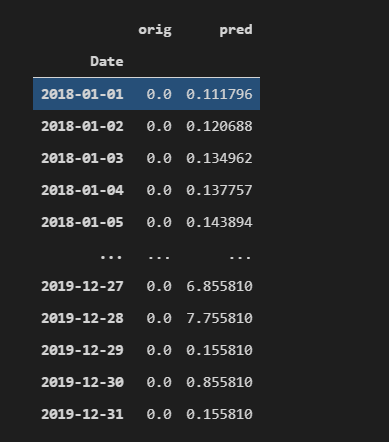 orig pred
Date
2018-01-01 0.0 0.111796
2018-01-02 0.0 0.120688
2018-01-03 0.0 0.134962
2018-01-04 0.0 0.137757
2018-01-05 0.0 0.143894
... ... ...
2019-12-27 0.0 6.855810
2019-12-28 0.0 7.755810
2019-12-29 0.0 0.155810
2019-12-30 0.0 0.855810
2019-12-31 0.0 0.155810